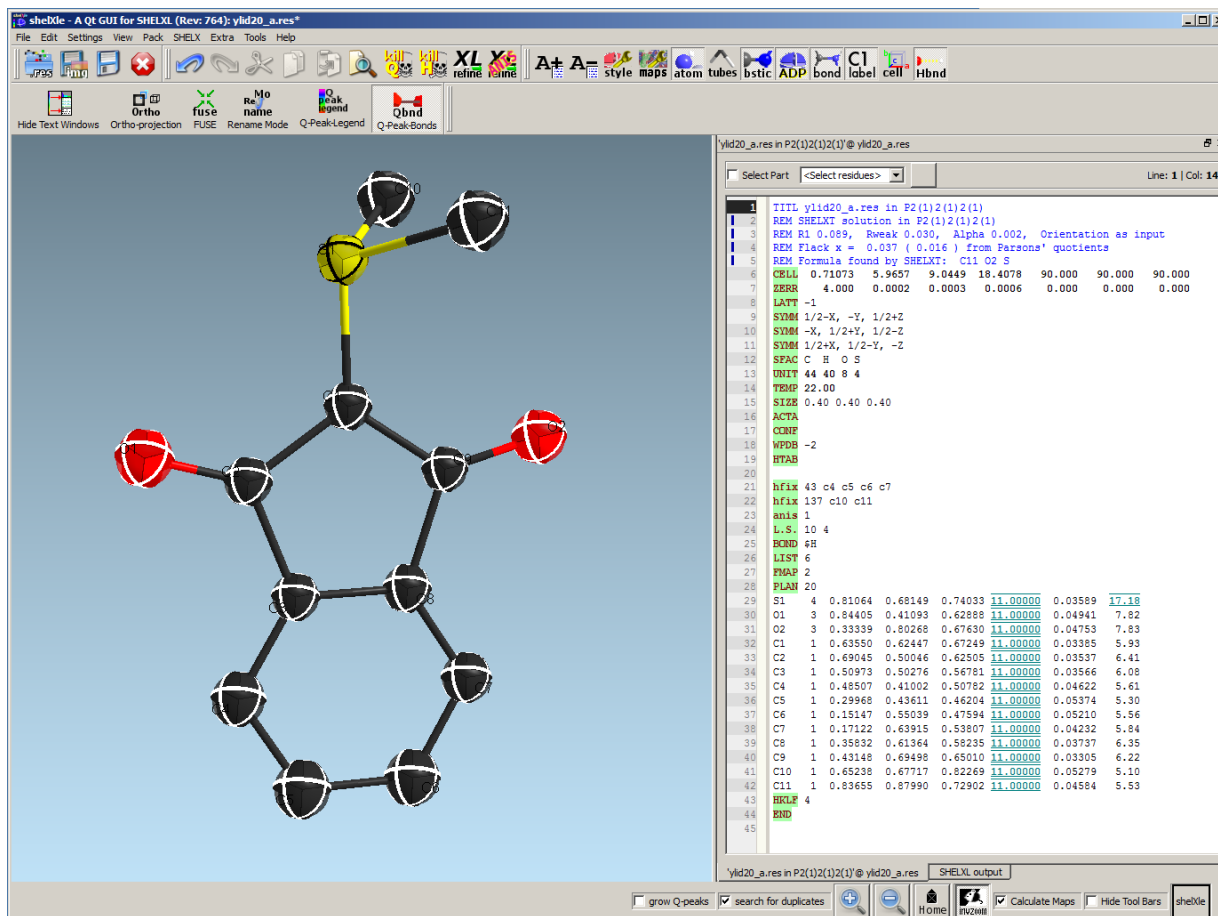 shelXle - A Qt GUI for SHELXL (Rev: 764): ylid20_a.res*
File Edit Settings View Pack SHELX Extra Tools Help
kill Q kill H XL refine refine A+ A- style maps atom tubes bstic ADP bond C1 label cell Hbnd
Hide Text Windows Ortho Ortho-projection fuse FUSE Mo Re name Rename Mode Q peak legend Q-Peak-Legend Qbnd Q-Peak-Bonds
'ylid20_a.res in P2(1)2(1)2(1)'@ ylid20_a.res
Select Part <Select residues> Line: 1 | Col: 14
1 TITL ylid20_a.res in P2(1)2(1)2(1)
2 REM SHELXT solution in P2(1)2(1)2(1)
3 REM R1 0.089, Rweak 0.030, Alpha 0.002, Orientation as input
4 REM Flack x = 0.037 ( 0.016 ) from Parsons' quotients
5 REM Formula found by SHELXT: C11 O2 S
6 CELL 0.71073 5.9657 9.0449 18.4078 90.000 90.000 90.000
7 ZERR 4.000 0.0002 0.0003 0.0006 0.000 0.000 0.000
8 LATT -1
9 SYMM 1/2-X, -Y, 1/2+Z
10 SYMM -X, 1/2+Y, 1/2-Z
11 SYMM 1/2+X, 1/2-Y, -Z
12 SFAC C H O S
13 UNIT 44 40 8 4
14 TEMP 22.00
15 SIZE 0.40 0.40 0.40
16 ACTA
17 CONF
18 WPDB -2
19 HTAB
20
21 hfix 43 c4 c5 c6 c7
22 hfix 137 c10 c11
23 anis 1
24 L.S. 10 4
25 BOND $H
26 LIST 6
27 FMAP 2
28 PLAN 20
29 S1 4 0.81064 0.68149 0.74033 11.00000 0.03589 17.18
30 O1 3 0.84405 0.41093 0.62888 11.00000 0.04941 7.82
31 O2 3 0.33339 0.80268 0.67630 11.00000 0.04753 7.83
32 C1 1 0.63550 0.62447 0.67249 11.00000 0.03385 5.93
33 C2 1 0.69045 0.50046 0.62505 11.00000 0.03537 6.41
34 C3 1 0.50973 0.50276 0.56781 11.00000 0.03566 6.08
35 C4 1 0.48507 0.41002 0.50782 11.00000 0.04622 5.61
36 C5 1 0.29968 0.43611 0.46204 11.00000 0.05374 5.30
37 C6 1 0.15147 0.55039 0.47594 11.00000 0.05210 5.56
38 C7 1 0.17122 0.63915 0.53807 11.00000 0.04232 5.84
39 C8 1 0.35832 0.61364 0.58235 11.00000 0.03737 6.35
40 C9 1 0.43148 0.69498 0.65010 11.00000 0.03305 6.22
41 C10 1 0.65238 0.67717 0.82269 11.00000 0.05279 5.10
42 C11 1 0.83655 0.87990 0.72902 11.00000 0.04584 5.53
43 HKLF 4
44 END
45
'ylid20_a.res in P2(1)2(1)2(1)'@ ylid20_a.res SHELXL output
grow Q-peaks search for duplicates Home invZoom Calculate Maps Hide Tool Bars shelXle